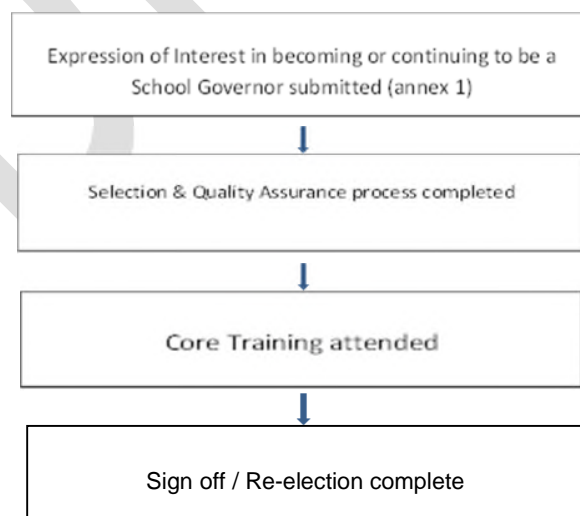 Expression of Interest in becoming or continuing to be a
School Governor submitted (annex 1)
Selection & Quality Assurance process completed
Core Training attended
Sign off / Re-election complete